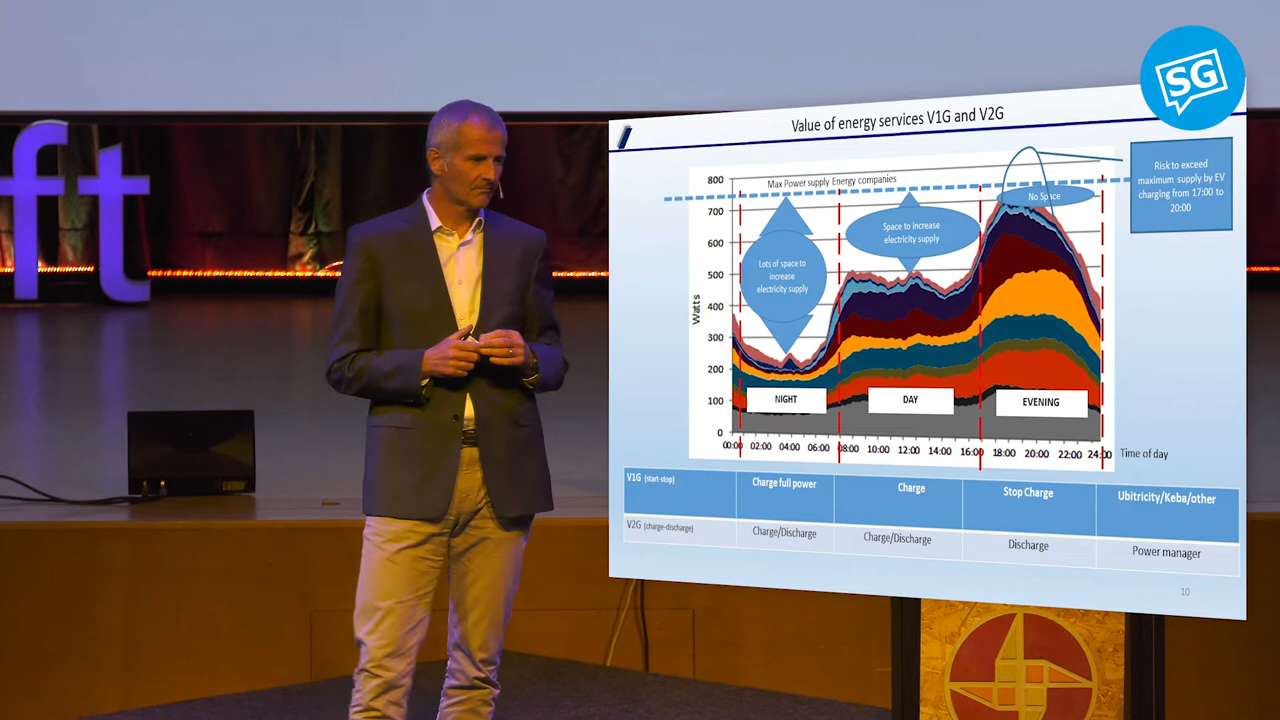 ft
SG
Value of energy services V1G and V2G
Max Power supply Energy companies
Risk to exceed
maximum supply by EV
charging from 17:00 to
20:00
No Space
Space to increase
electricity supply
Lots of space to
increase
electricity supply
Watts
800
700
600
500
400
300
200
100
0
NIGHT
DAY
EVENING
00:00 02:00 04:00 06:00 08:00 10:00 12:00 14:00 16:00 18:00 20:00 22:00 24:00
Time of day
V1G (start-stop) Charge full power Charge Stop Charge Ubitricity/Keba/other
V2G (charge-discharge) Charge/Discharge Charge/Discharge Discharge Power manager
10